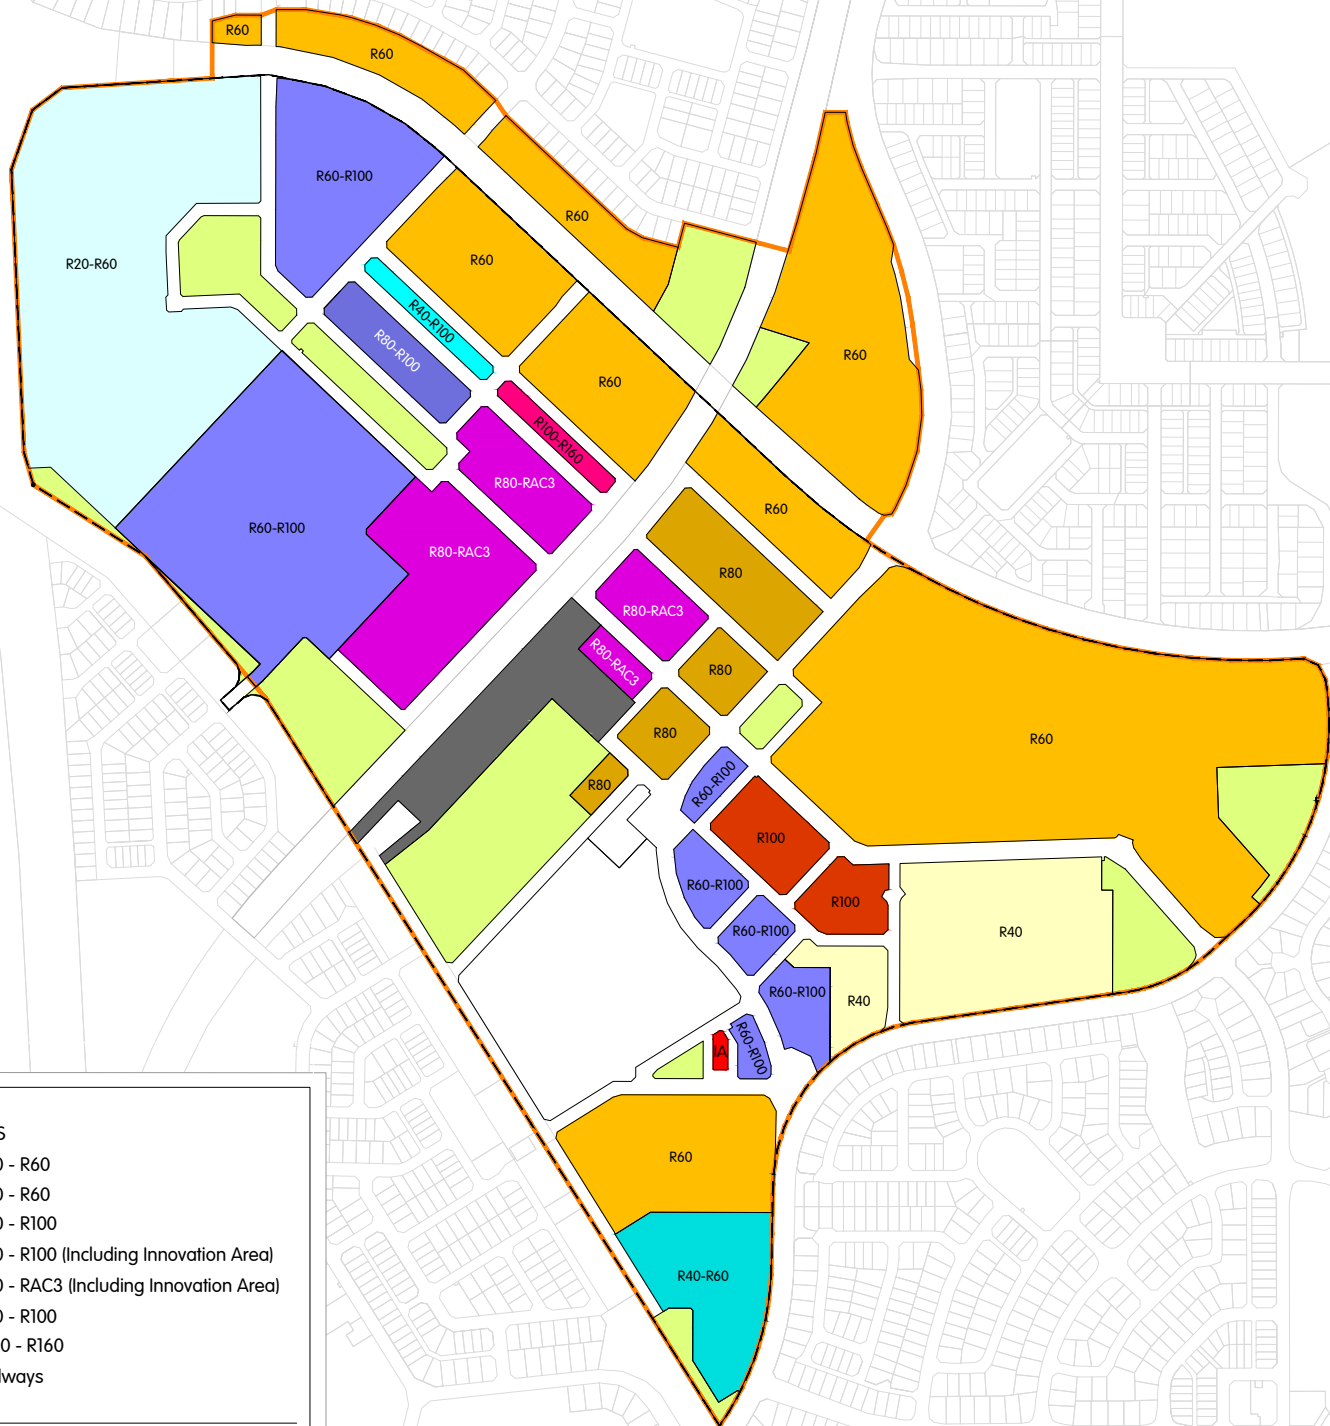 R60
R60
R60-R100
R60
R20-R60
R60
R40-R100
R80-R100
R60
R60
R100-R160
R80-RAC3
R60
R60-R100
R80-RAC3
R80
R80-RAC3
R80-RAC3
R80
R80
R60
R80
R60-R100
R100
R60-R100
R100
R60-R100
R40
R60-R100
R40
IA
R60-R100
R60
R40-R60
S
0 - R60
0 - R60
0 - R100
0 - R100 (Including Innovation Area)
0 - RAC3 (Including Innovation Area)
0 - R100
0 - R160
lways